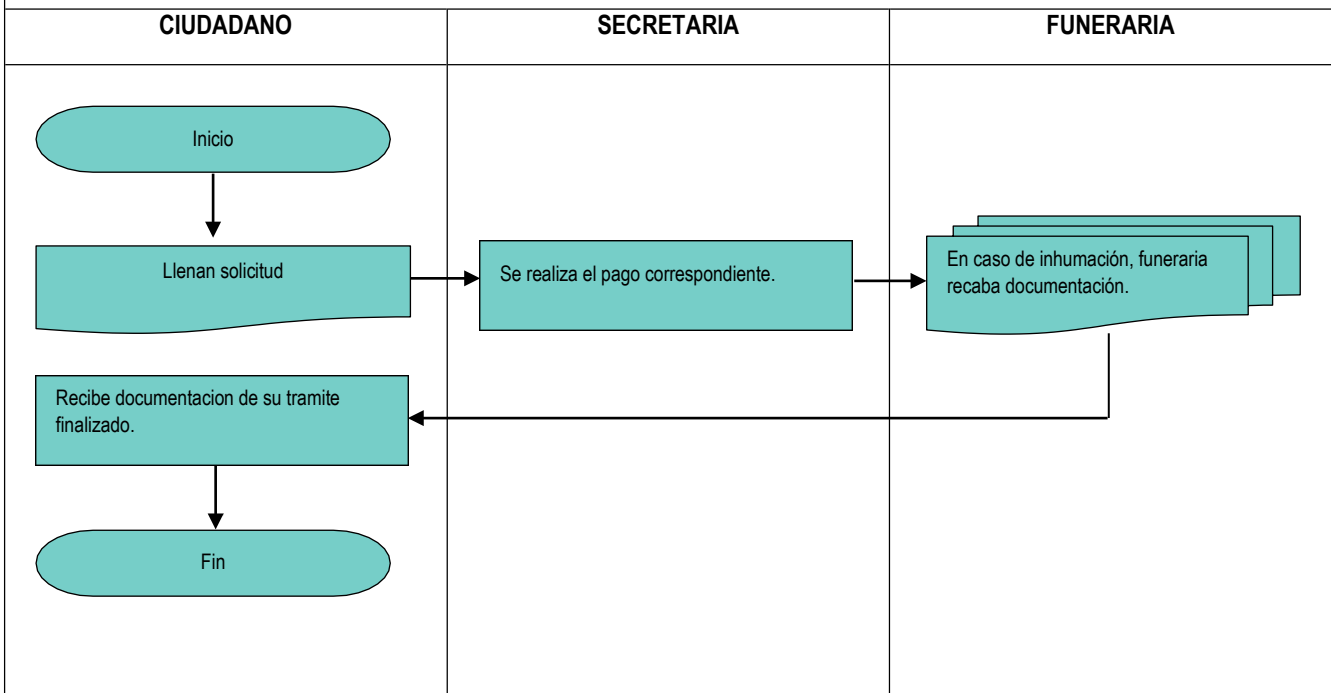 CIUDADANO
SECRETARIA
FUNERARIA
Inicio
Llenan solicitud
Se realiza el pago correspondiente.
En caso de inhumación, funeraria
recaba documentación.
Recibe documentacion de su tramite
finalizado.
Fin